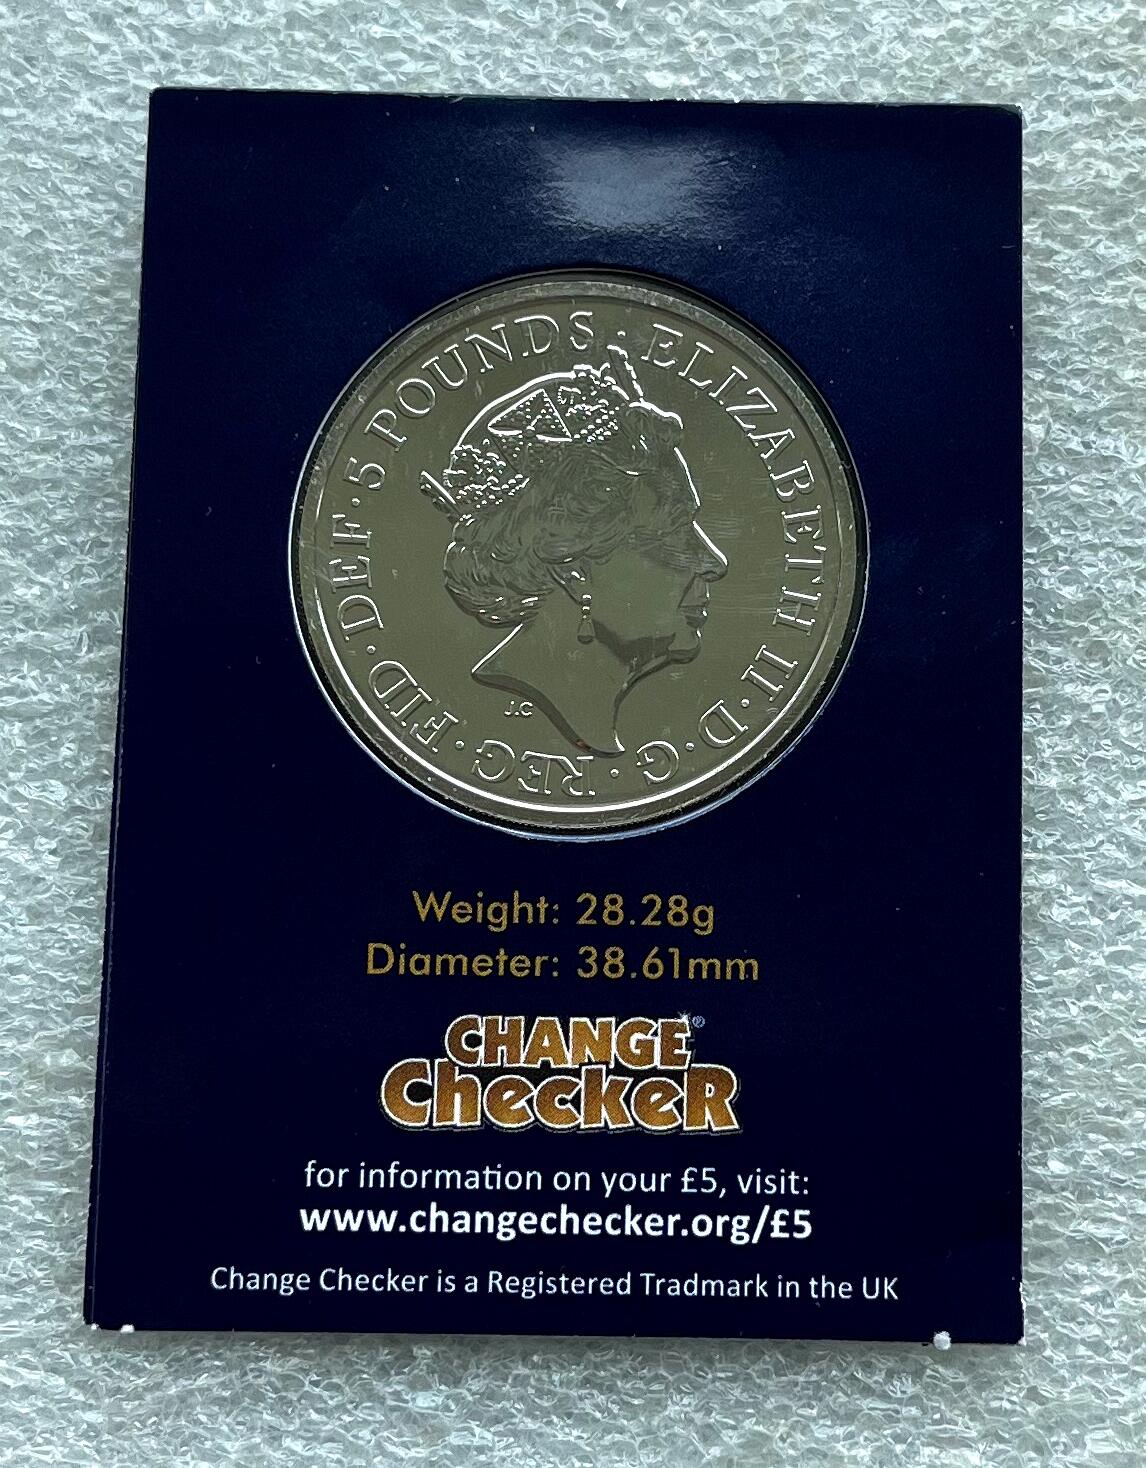 ELIZABETH II · D · G · REG · FID · DEF · 5 POUNDS ·
J.C
Weight: 28.28g
Diameter: 38.61mm
CHANGE®
CheckeR
for information on your £5, visit:
www.changechecker.org/£5
Change Checker is a Registered Tradmark in the UK